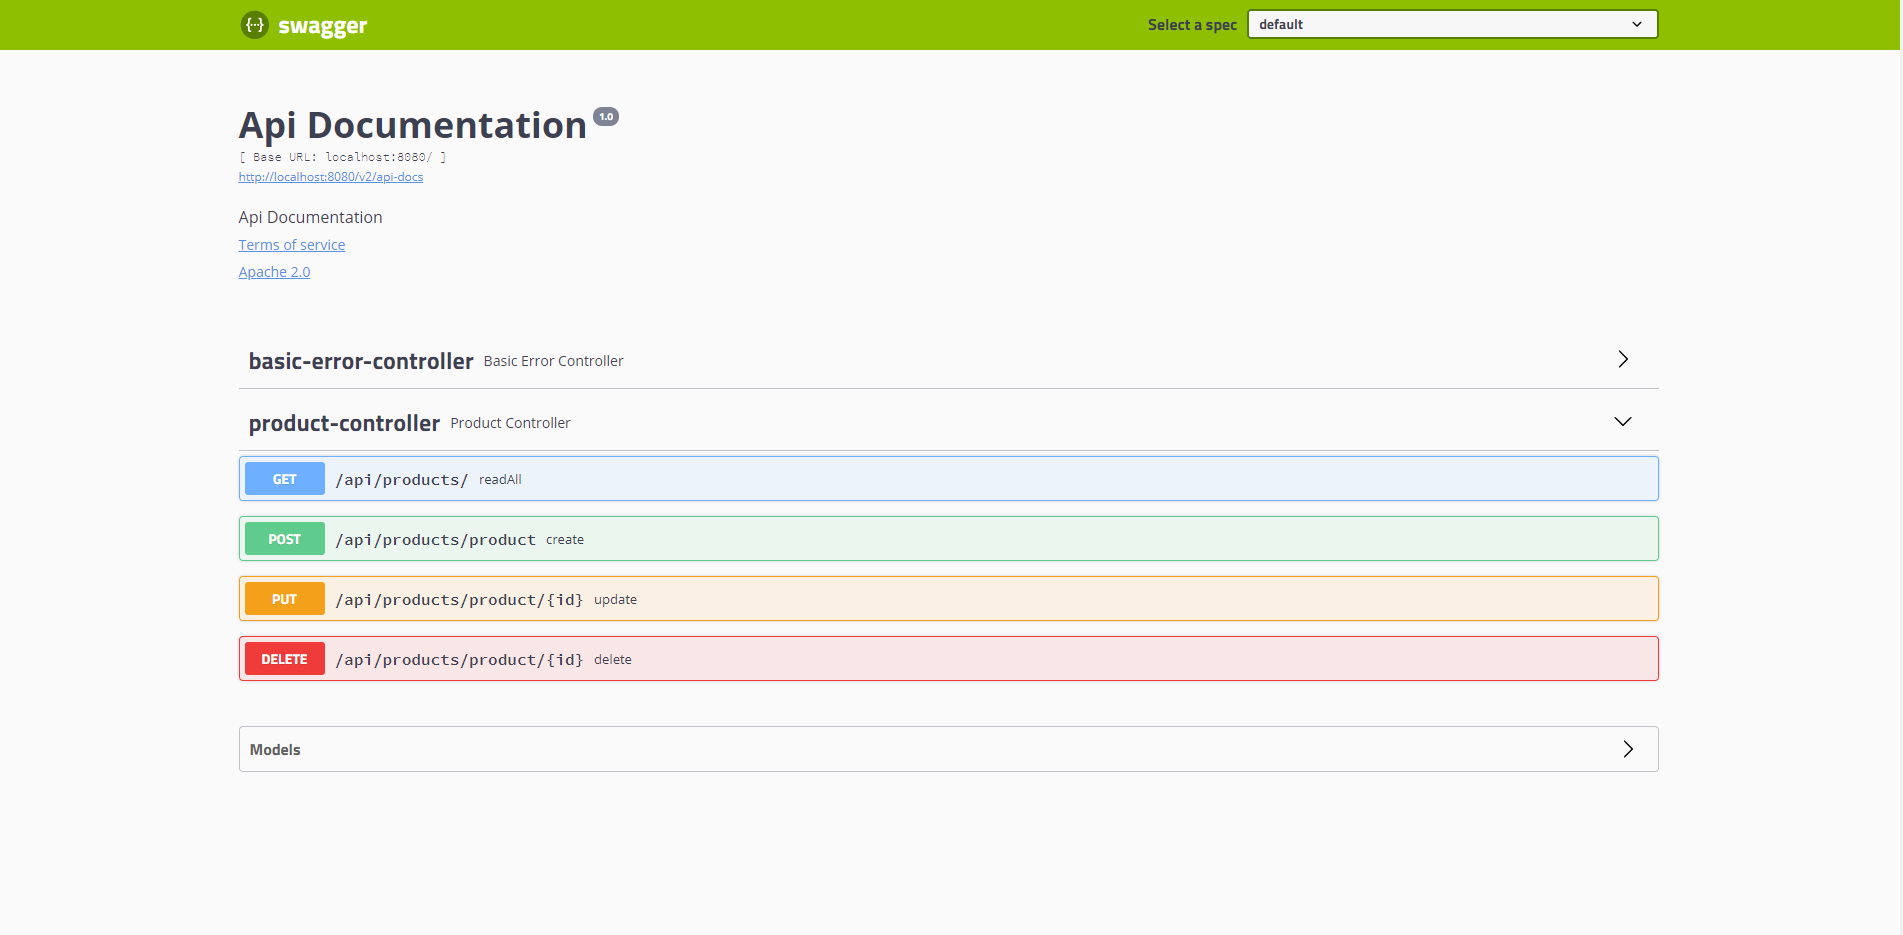 {···} swagger Select a spec default
Api Documentation 1.0
[ Base URL: localhost:8080/ ]
http://localhost:8080/v2/api-docs
Api Documentation
Terms of service
Apache 2.0
basic-error-controller Basic Error Controller
product-controller Product Controller
GET /api/products/ readAll
POST /api/products/product create
PUT /api/products/product/{id} update
DELETE /api/products/product/{id} delete
Models